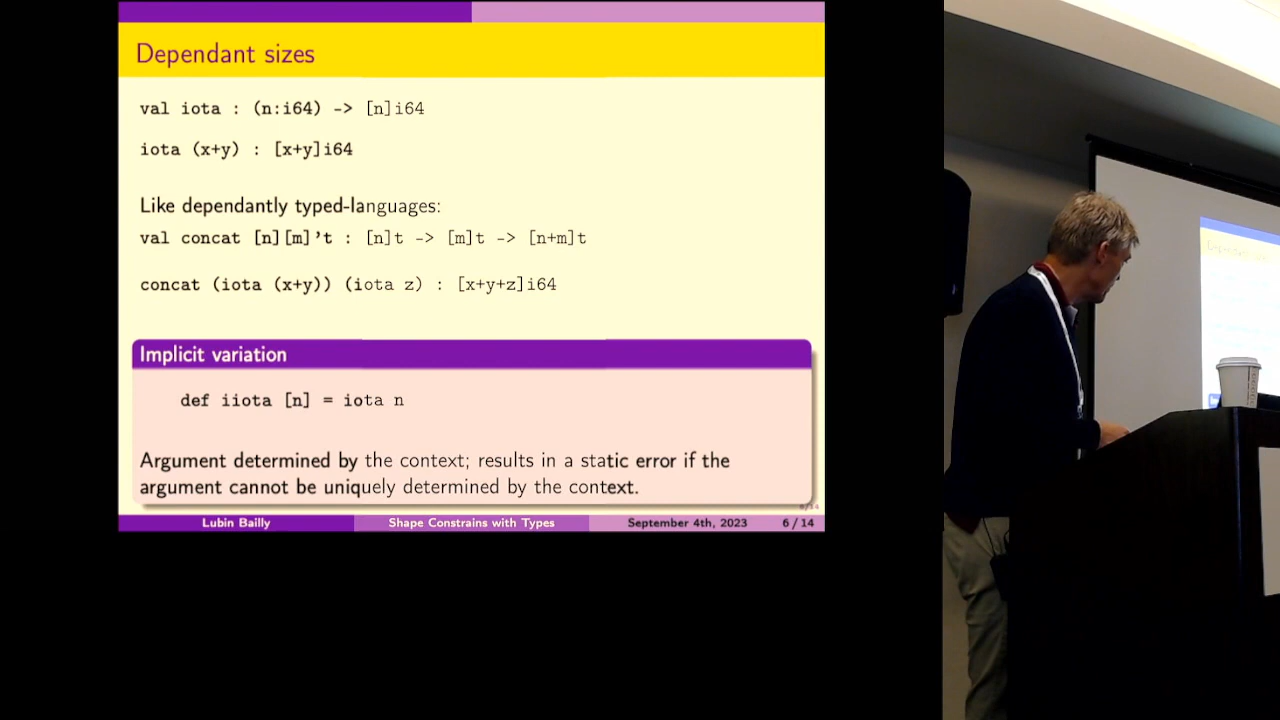 Dependant sizes
val iota : (n:i64) -> [n]i64
iota (x+y) : [x+y]i64
Like dependantly typed-languages:
val concat [n][m]'t : [n]t -> [m]t -> [n+m]t
concat (iota (x+y)) (iota z) : [x+y+z]i64
Implicit variation
def iiota [n] = iota n
Argument determined by the context; results in a static error if the
argument cannot be uniquely determined by the context.
Lubin Bailly Shape Constrains with Types September 4th, 2023 6 / 14